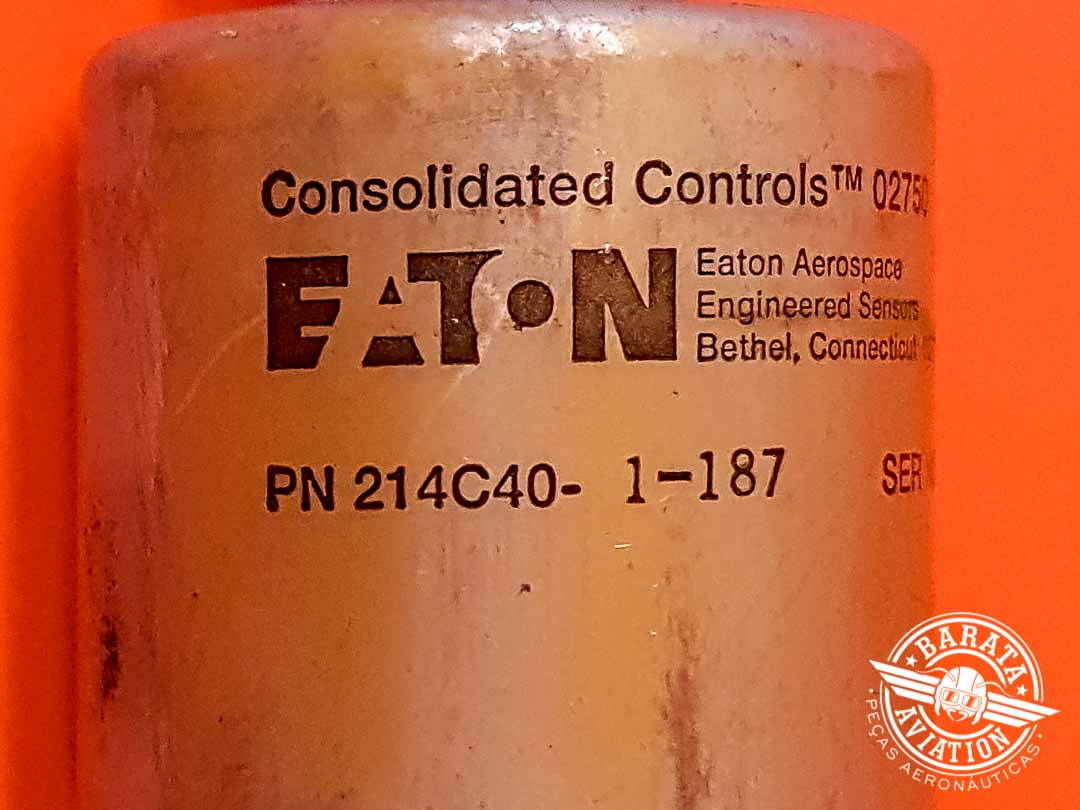 Consolidated Controls™
EATON
Eaton Aerospace
Engineered Sensors
Bethel, Connecticut
PN 214C40- 1-187
SER
BARATA
AVIATION
PEÇAS AERONÁUTICAS